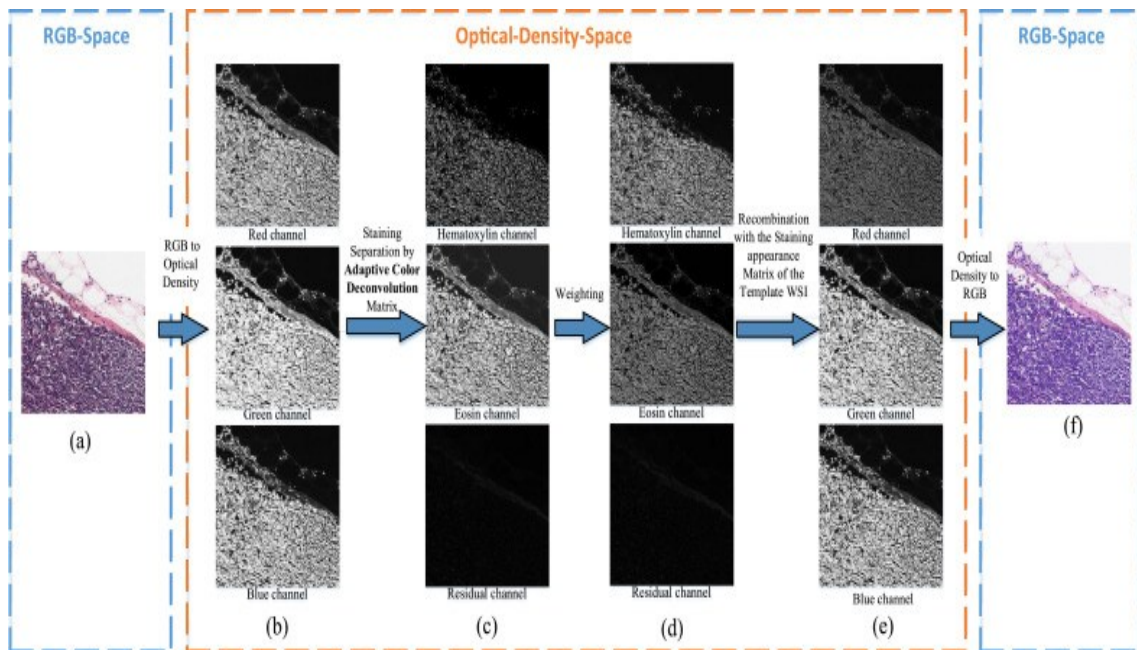 RGB-Space
Optical-Density-Space
RGB-Space
(a)
RGB to
Optical
Density
Red channel
Green channel
Blue channel
(b)
Staining
Separation by
Adaptive Color
Deconvolution
Matrix
Hematoxylin channel
Eosin channel
Residual channel
(c)
Weighting
Hematoxylin channel
Eosin channel
Residual channel
(d)
Recombination
with the Staining
appearance
Matrix of the
Template WSI
Red channel
Green channel
Blue channel
(e)
Optical
Density to
RGB
(f)